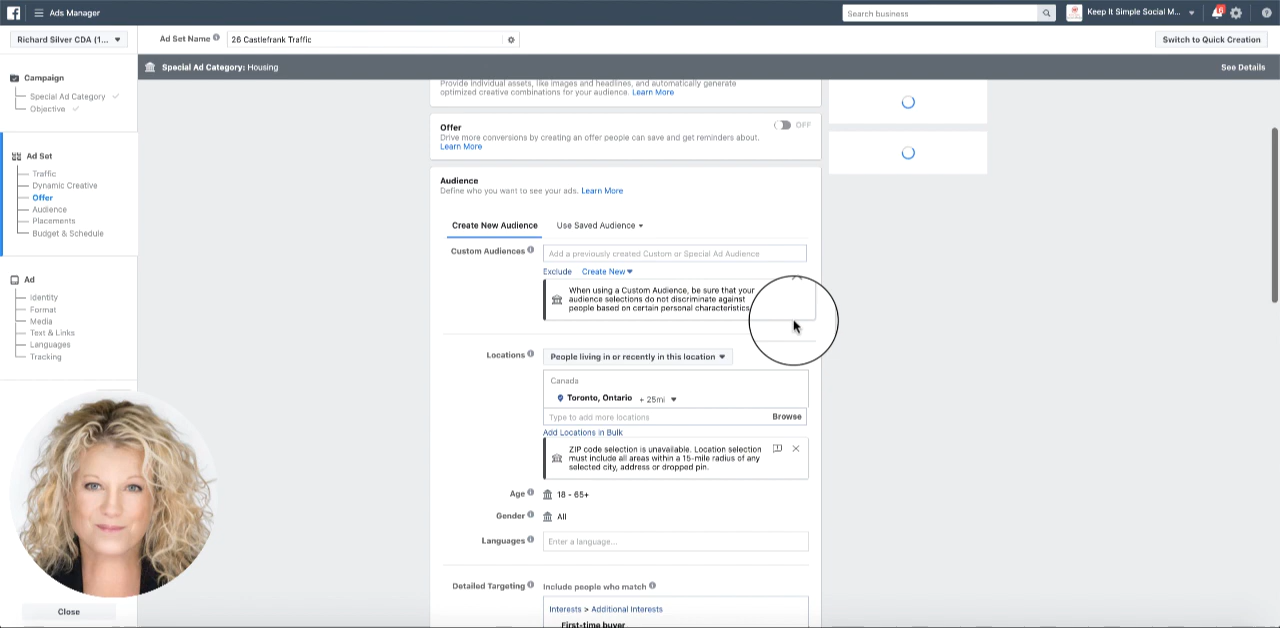 Ads Manager
Search business
Keep It Simple Social M...
Richard Silver CDA (1...
Ad Set Name
26 Castlefrank Traffic
Switch to Quick Creation
Special Ad Category: Housing
See Details
Campaign
Special Ad Category
Objective
Ad Set
Traffic
Dynamic Creative
Offer
Audience
Placements
Budget & Schedule
Ad
Identity
Format
Media
Text & Links
Languages
Tracking
Close
Provide individual assets, like images and headlines, and automatically generate
optimized creative combinations for your audience. Learn More
Offer
OFF
Drive more conversions by creating an offer people can save and get reminders about.
Learn More
Audience
Define who you want to see your ads. Learn More
Create New Audience
Use Saved Audience
Custom Audiences
Add a previously created Custom or Special Ad Audience
Exclude
Create New
When using a Custom Audience, be sure that your
audience selections do not discriminate against
people based on certain personal characteristics
Locations
People living in or recently in this location
Canada
Toronto, Ontario + 25mi
Type to add more locations
Browse
Add Locations in Bulk
ZIP code selection is unavailable. Location selection
must include all areas within a 15-mile radius of any
selected city, address or dropped pin.
Age
18 - 65+
Gender
All
Languages
Enter a language...
Detailed Targeting
Include people who match
Interests > Additional Interests
First-time buyer